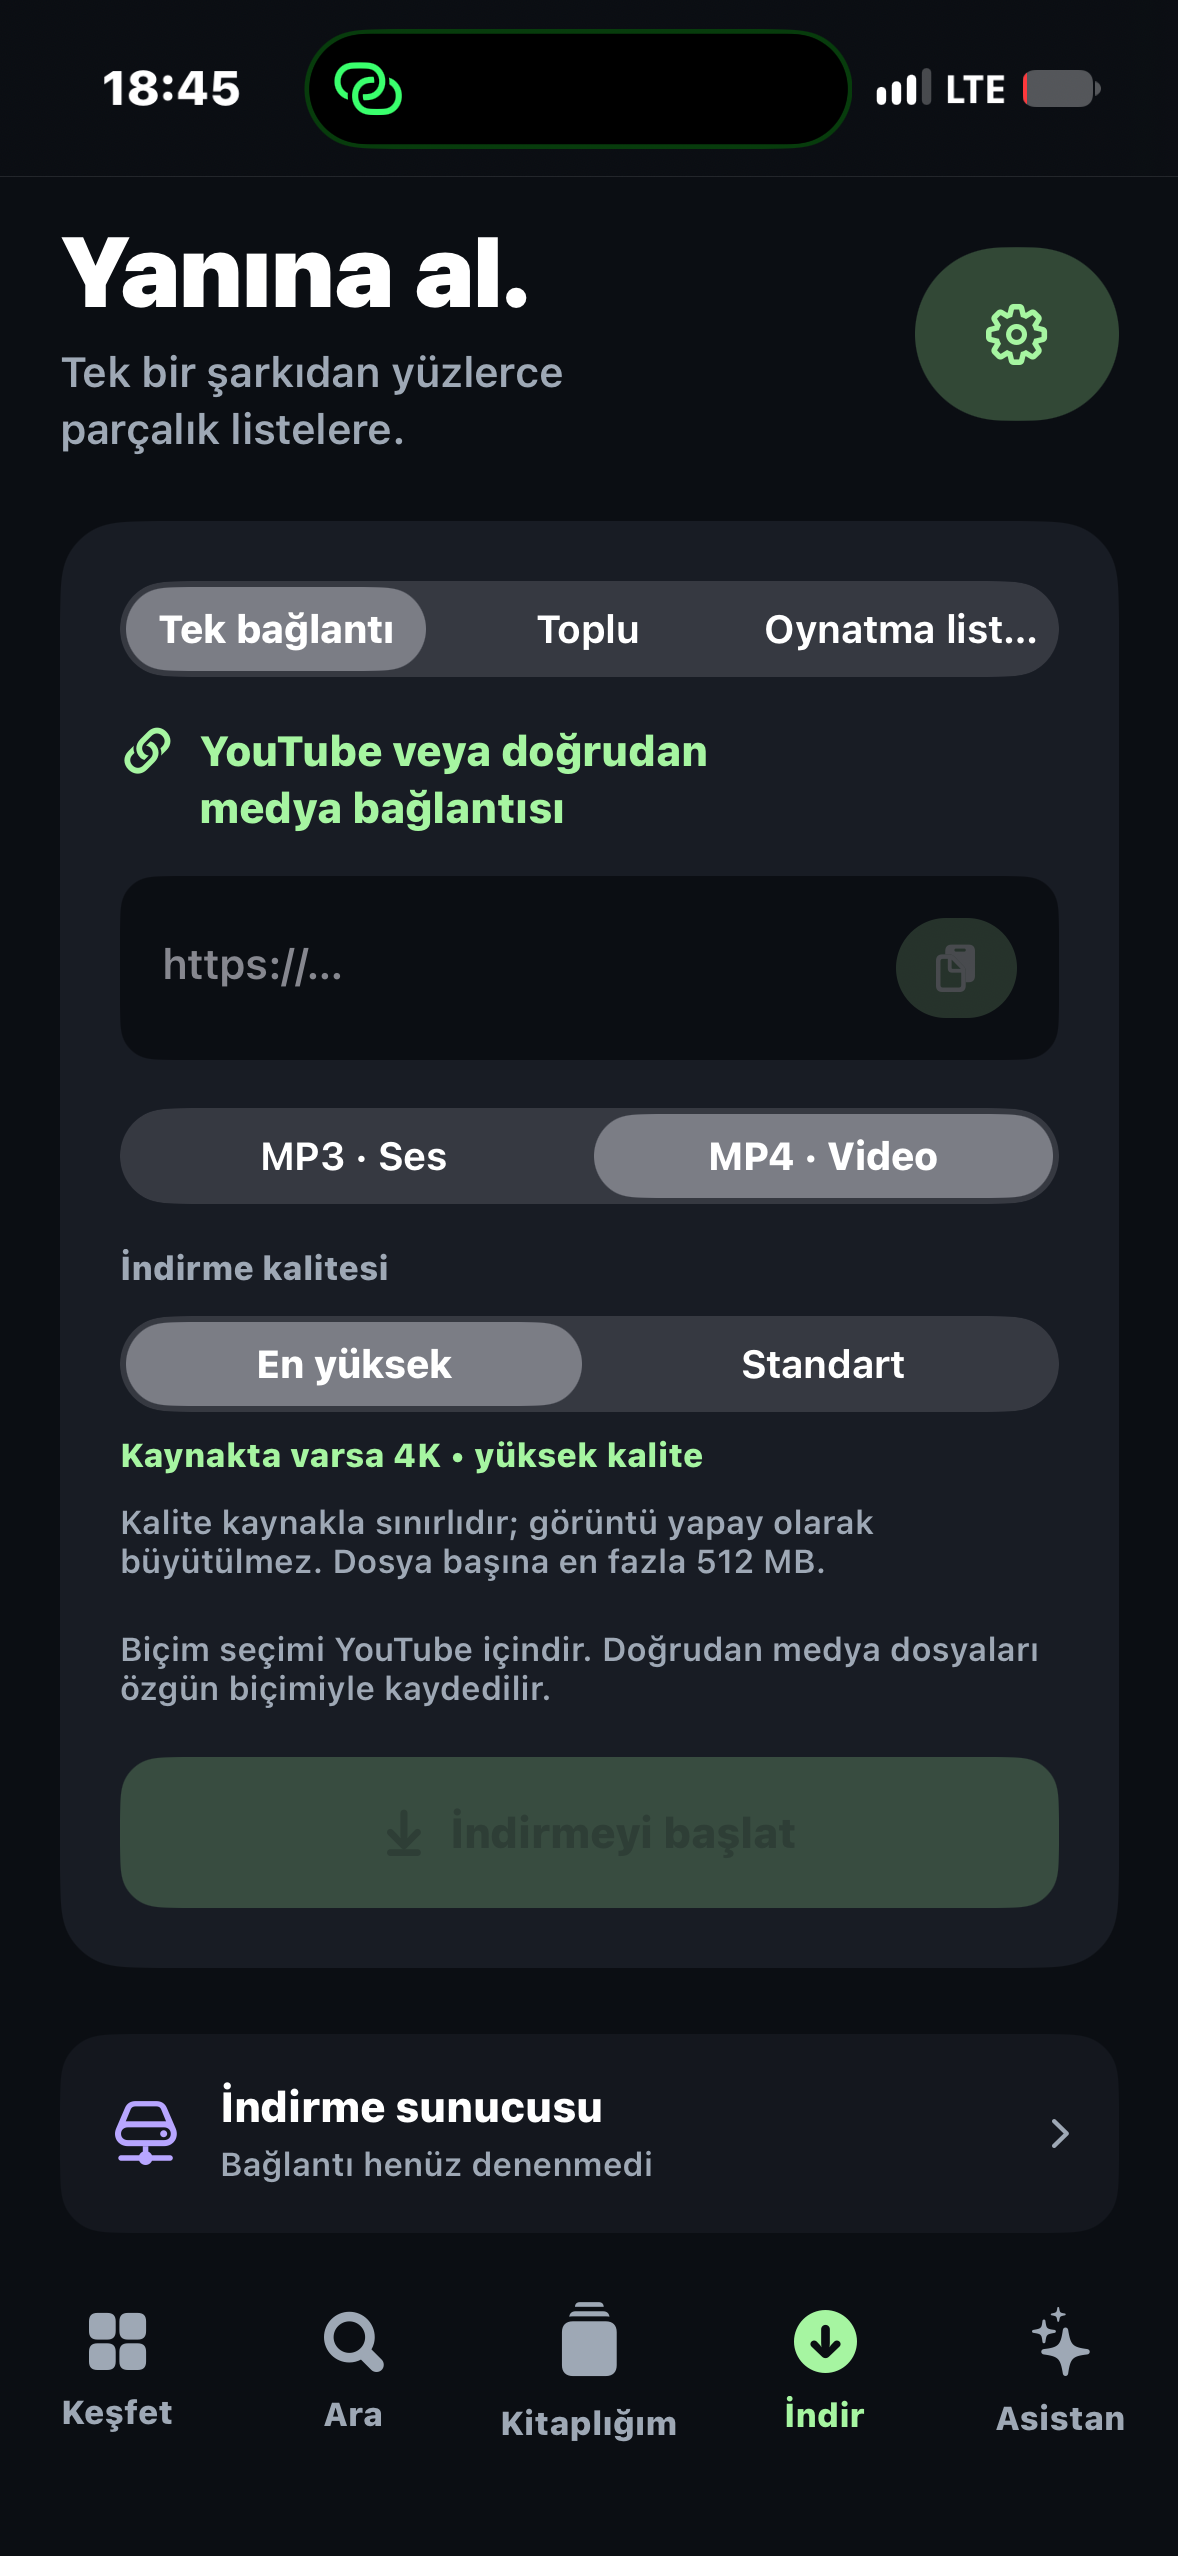 18:45
LTE
Yanına al.
Tek bir şarkıdan yüzlerce
parçalık listelere.
Tek bağlantı
Toplu
Oynatma list...
YouTube veya doğrudan
medya bağlantısı
https://...
MP3 · Ses
MP4 · Video
İndirme kalitesi
En yüksek
Standart
Kaynakta varsa 4K • yüksek kalite
Kalite kaynakla sınırlıdır; görüntü yapay olarak
büyütülmez. Dosya başına en fazla 512 MB.
Biçim seçimi YouTube içindir. Doğrudan medya dosyaları
özgün biçimiyle kaydedilir.
İndirmeyi başlat
İndirme sunucusu
Bağlantı henüz denenmedi
Keşfet
Ara
Kitaplığım
İndir
Asistan